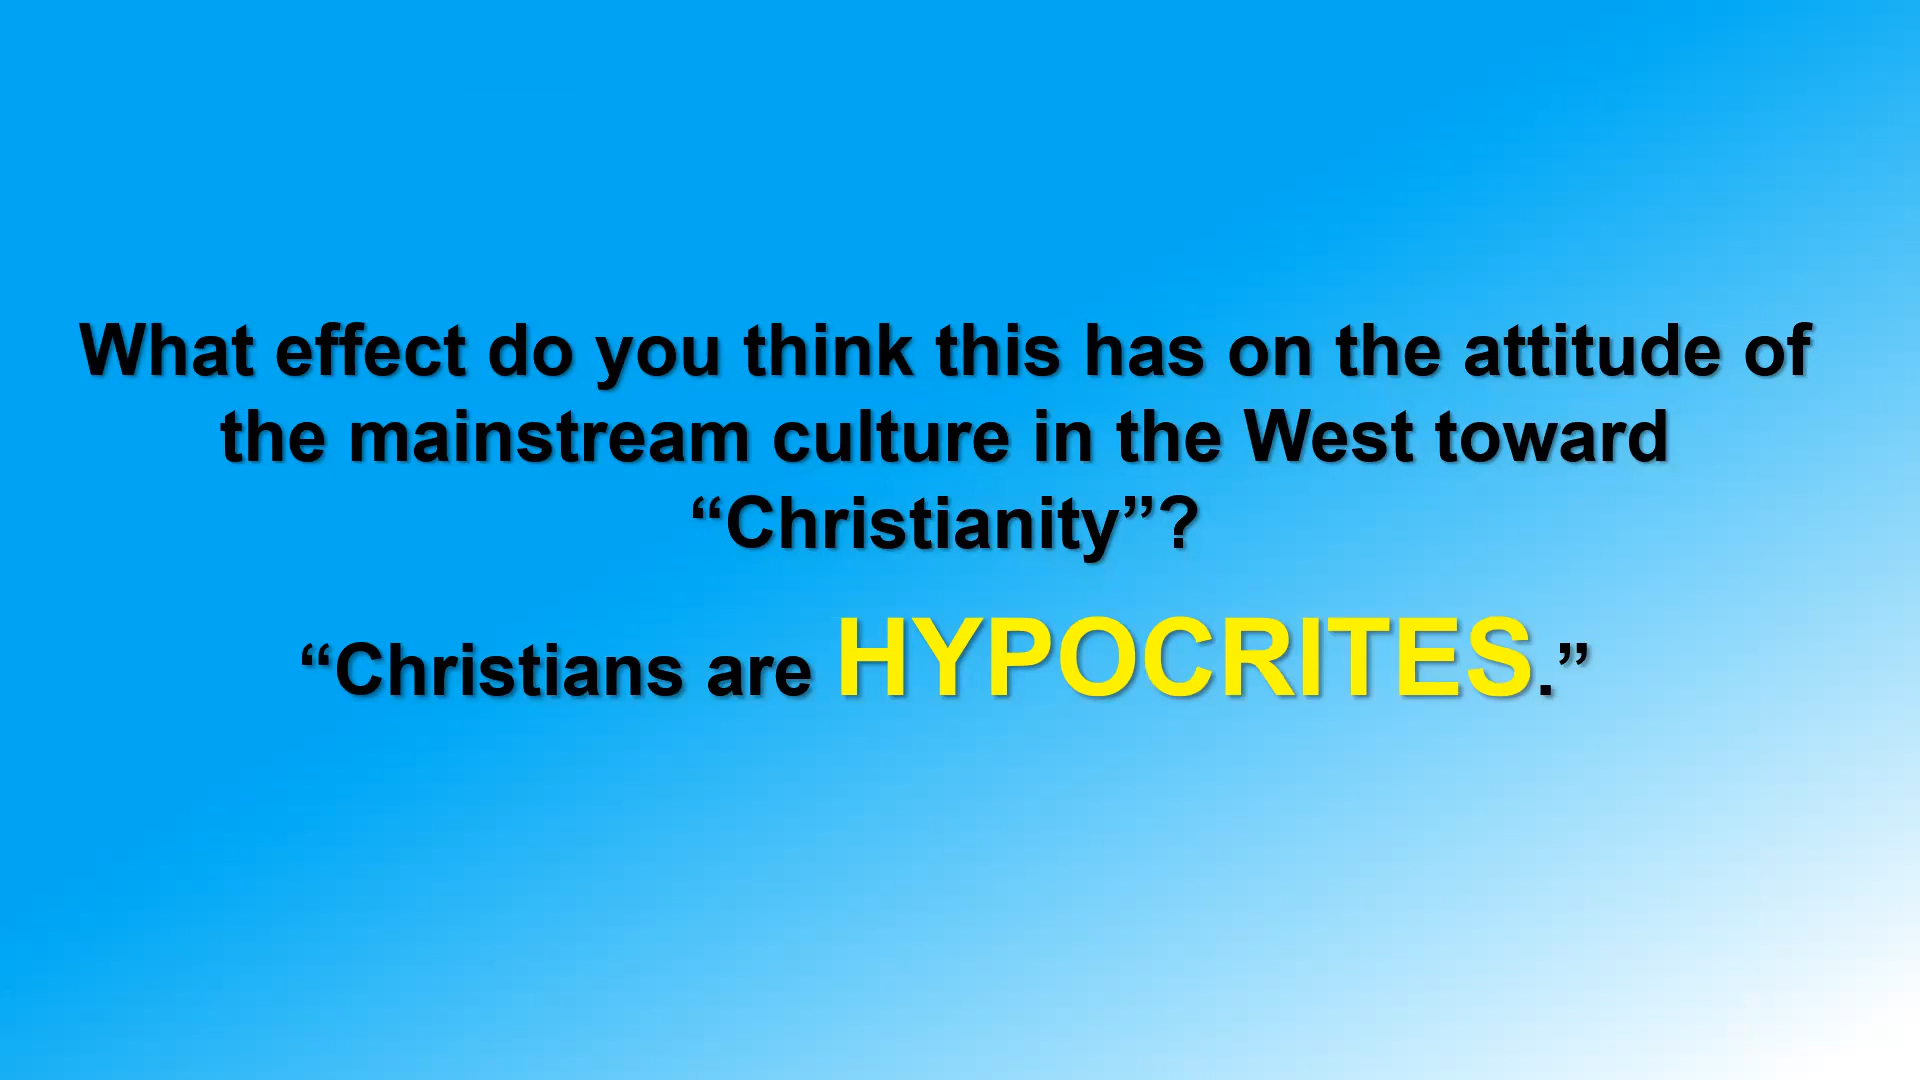 What effect do you think this has on the attitude of
the mainstream culture in the West toward
“Christianity”?
“Christians are HYPOCRITES.”